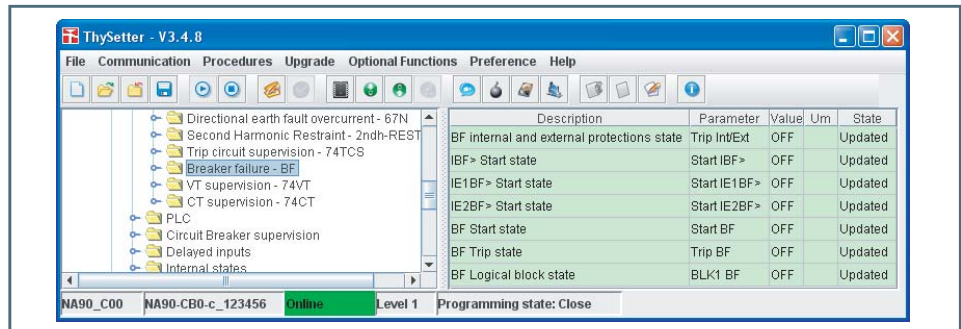 ThySetter - V3.4.8
File Communication Procedures Upgrade Optional Functions Preference Help
Directional earth fault overcurrent - 67N
Second Harmonic Restraint - 2ndh-REST
Trip circuit supervision - 74TCS
Breaker failure - BF
VT supervision - 74VT
CT supervision - 74CT
PLC
Circuit Breaker supervision
Delayed inputs
Internal states
Description Parameter Value Um State
BF internal and external protections state Trip Int/Ext OFF Updated
IBF> Start state Start IBF> OFF Updated
IE1BF> Start state Start IE1BF> OFF Updated
IE2BF> Start state Start IE2BF> OFF Updated
BF Start state Start BF OFF Updated
BF Trip state Trip BF OFF Updated
BF Logical block state BLK1 BF OFF Updated
NA90_C00 NA90-CB0-c_123456 Online Level 1 Programming state: Close